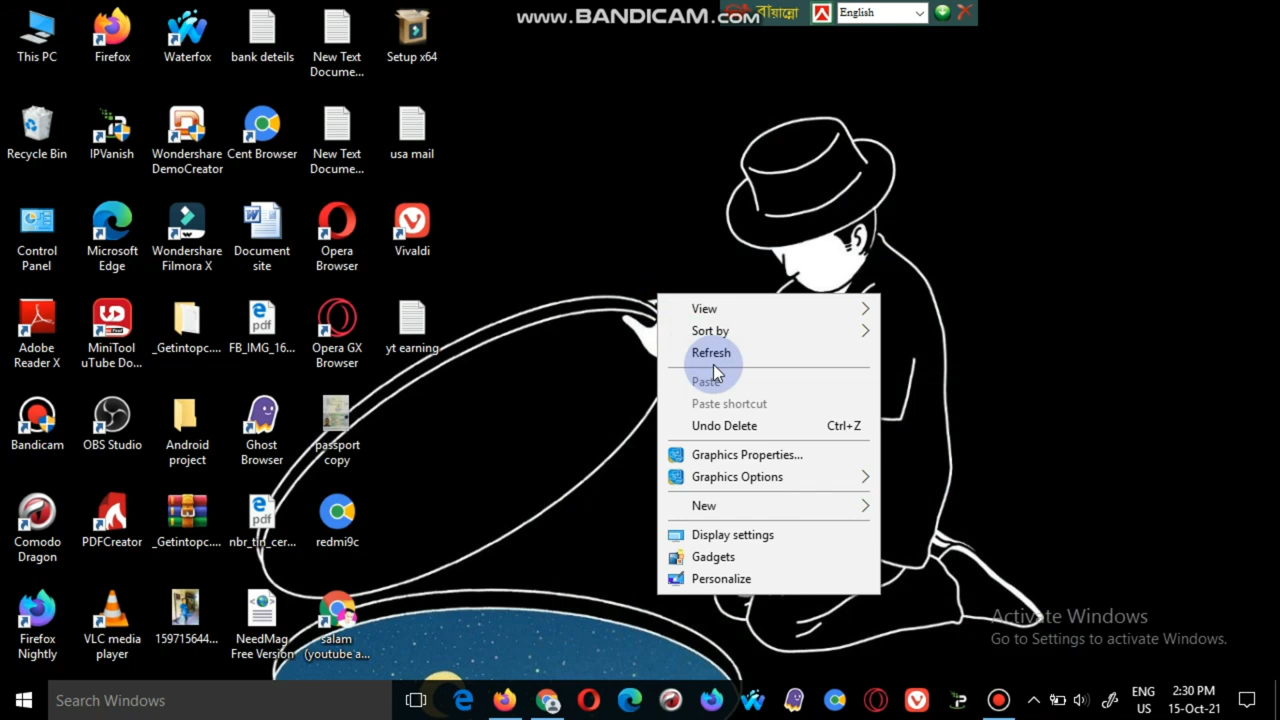 www.BANDICAM.com
বায়ান্নো
English
This PC
Firefox
Waterfox
bank deteils
New Text
Docume...
Setup x64
Recycle Bin
IPVanish
Wondershare
DemoCreator
Cent Browser
New Text
Docume...
usa mail
Control
Panel
Microsoft
Edge
Wondershare
Filmora X
Document
site
Opera
Browser
Vivaldi
Adobe
Reader X
MiniTool
uTube Do...
_Getintopc....
FB_IMG_16...
Opera GX
Browser
yt earning
Bandicam
OBS Studio
Android
project
Ghost
Browser
passport
copy
Comodo
Dragon
PDFCreator
_Getintopc....
nbr_tin_cer...
redmi9c
Firefox
Nightly
VLC media
player
159715644...
NeedMag
Free Version
salam
(youtube a...
View
Sort by
Refresh
Paste
Paste shortcut
Undo Delete Ctrl+Z
Graphics Properties...
Graphics Options
New
Display settings
Gadgets
Personalize
Activate Windows
Go to Settings to activate Windows.
Search Windows
ENG
US
2:30 PM
15-Oct-21